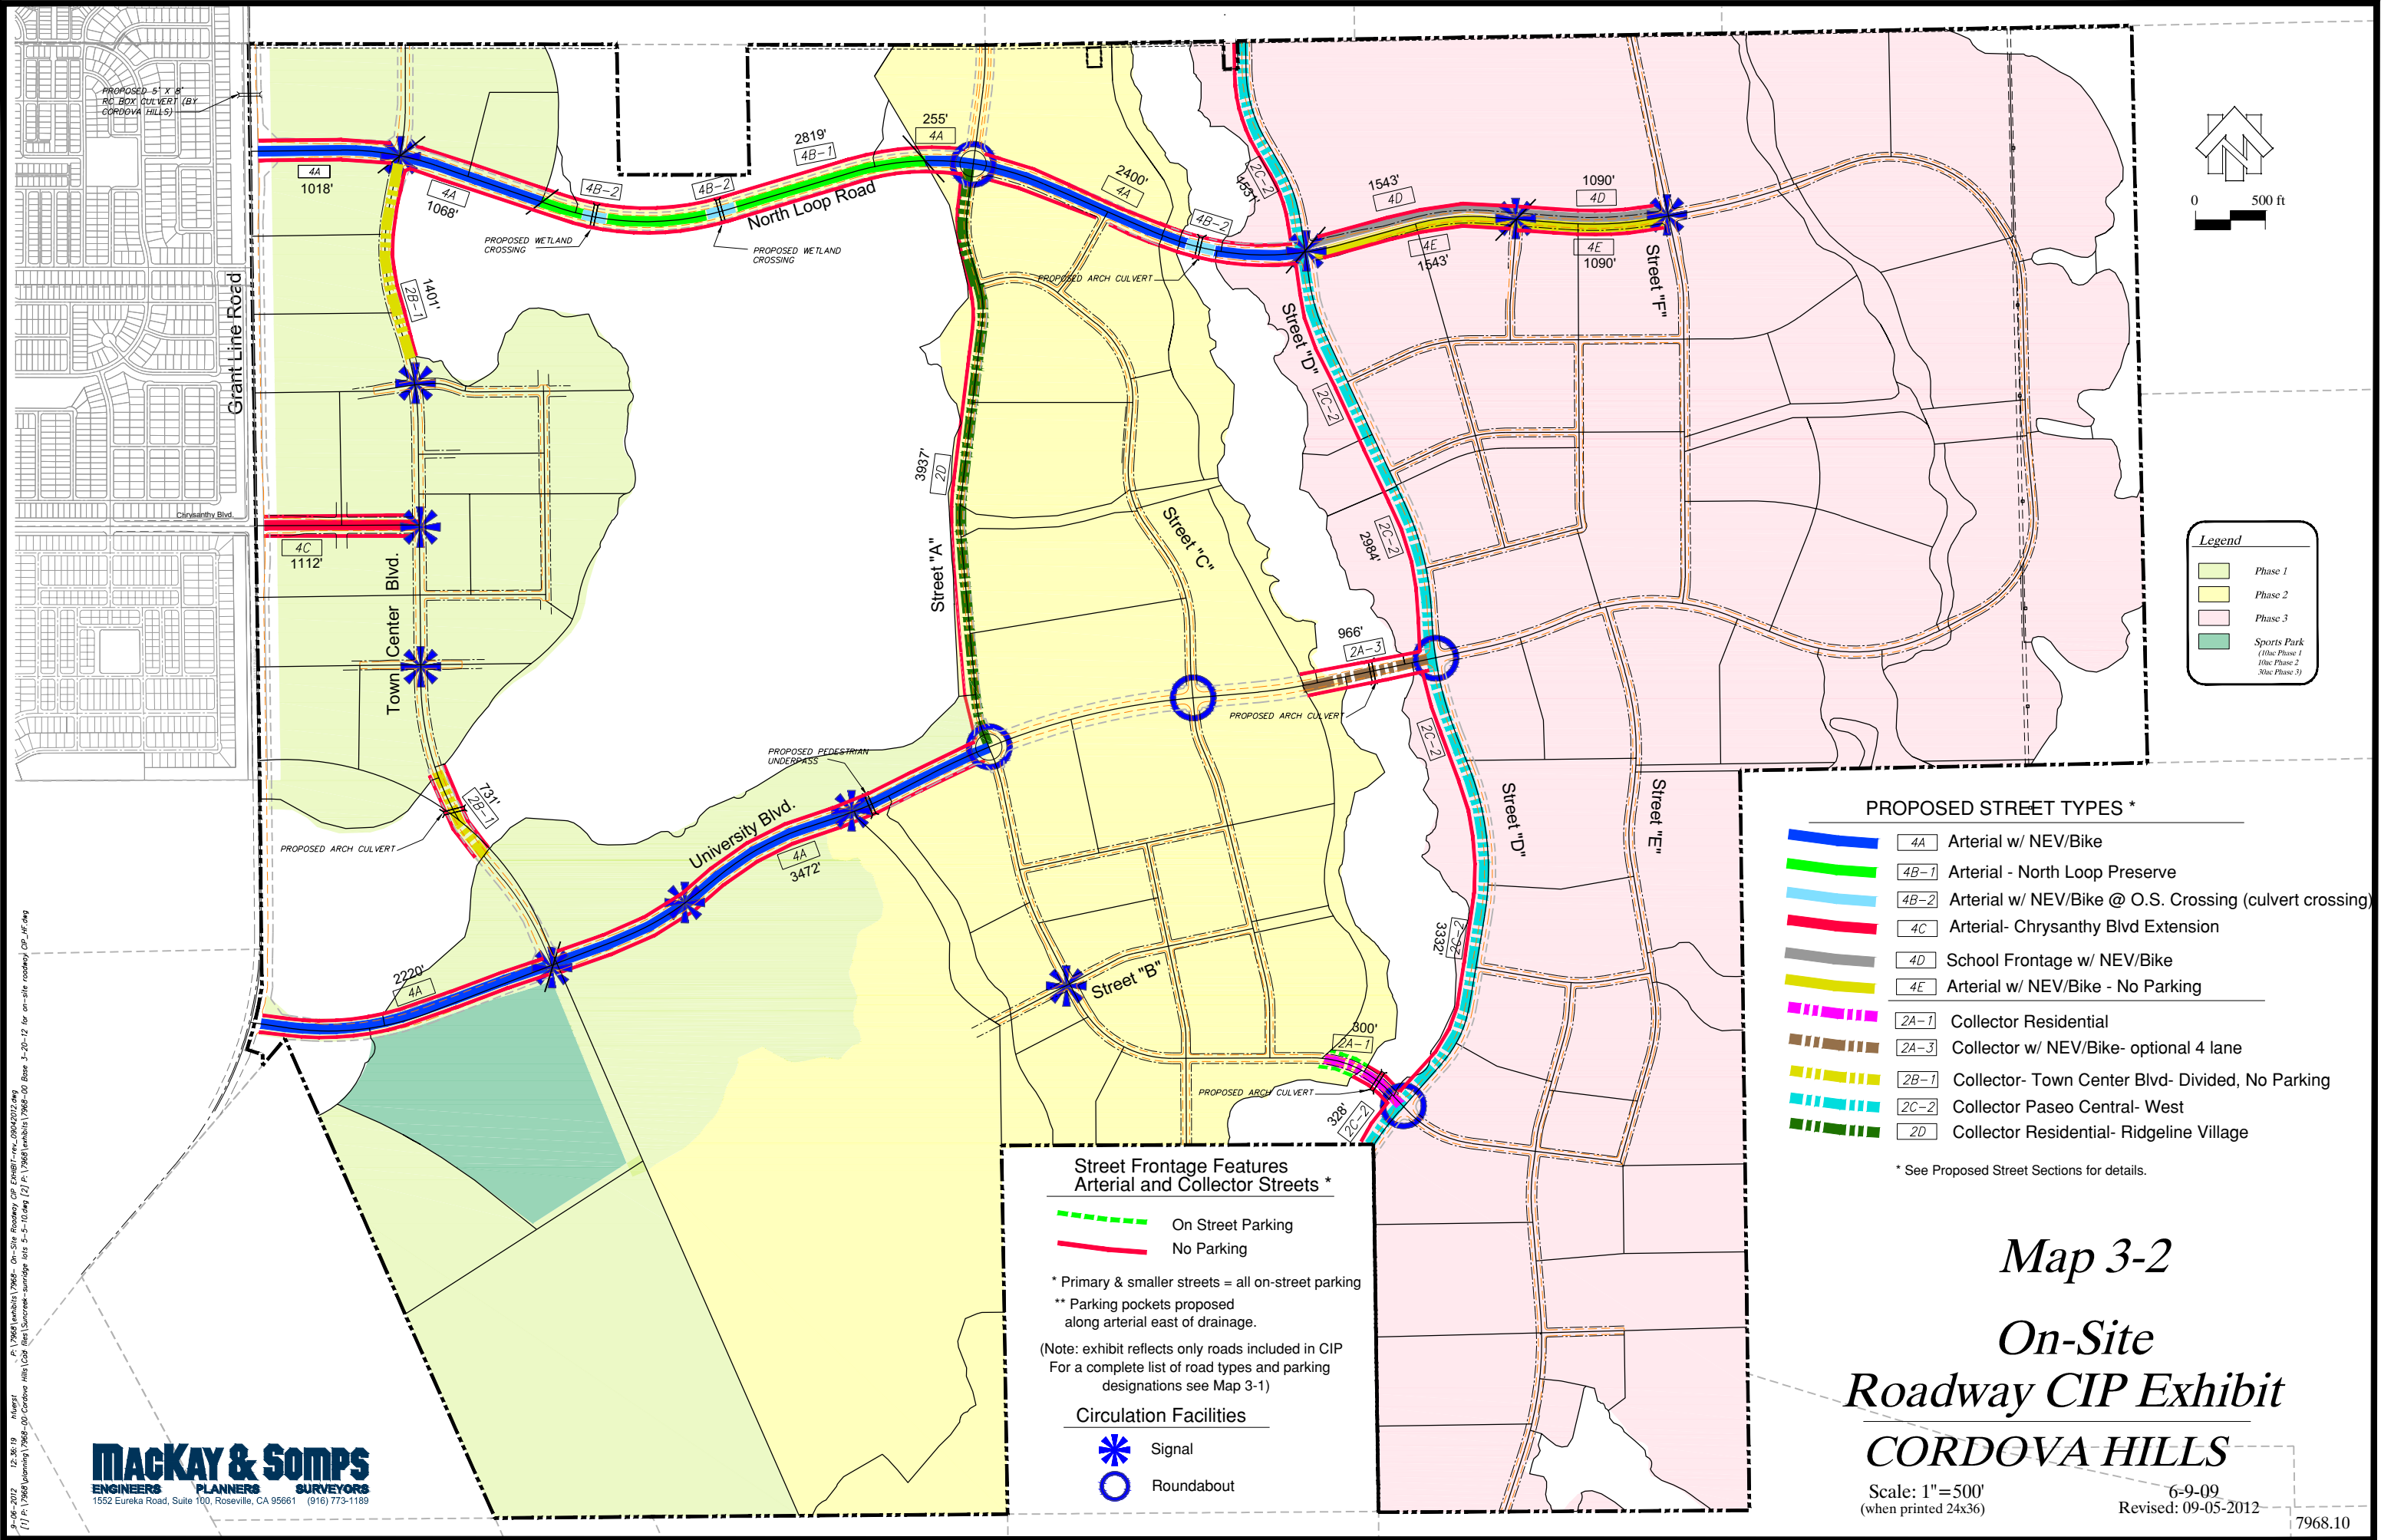 PROPOSED 5' X 8'
RC BOX CULVERT (BY
CORDOVA HILLS)
4A
1018'
4A
1068'
4B-2
PROPOSED WETLAND
CROSSING
2819'
4B-1
4B-2
North Loop Road
PROPOSED WETLAND
CROSSING
255'
4A
2400'
4A
4B-2
PROPOSED ARCH CULVERT
1531'
2C-2
1543'
4D
1090'
4D
4E
1543'
4E
1090'
Street "F"
0 500 ft
Grant Line Road
1401'
2B-1
Street "D"
2C-2
3937'
2D
Chrysanthy Blvd.
4C
1112'
Town Center Blvd.
Street "A"
Street "C"
2C-2
2984'
Legend
Phase 1
Phase 2
Phase 3
Sports Park
(10ac Phase 1
10ac Phase 2
30ac Phase 3)
966'
2A-3
PROPOSED ARCH CULVERT
2C-2
PROPOSED PEDESTRIAN
UNDERPASS
731'
2B-1
PROPOSED ARCH CULVERT
University Blvd.
4A
3472'
Street "D"
Street "E"
3332'
2C-2
2220'
4A
Street "B"
300'
2A-1
PROPOSED ARCH CULVERT
328'
2C-2
PROPOSED STREET TYPES *
4A Arterial w/ NEV/Bike
4B-1 Arterial - North Loop Preserve
4B-2 Arterial w/ NEV/Bike @ O.S. Crossing (culvert crossing)
4C Arterial- Chrysanthy Blvd Extension
4D School Frontage w/ NEV/Bike
4E Arterial w/ NEV/Bike - No Parking
2A-1 Collector Residential
2A-3 Collector w/ NEV/Bike- optional 4 lane
2B-1 Collector- Town Center Blvd- Divided, No Parking
2C-2 Collector Paseo Central- West
2D Collector Residential- Ridgeline Village
* See Proposed Street Sections for details.
Street Frontage Features
Arterial and Collector Streets *
On Street Parking
No Parking
* Primary & smaller streets = all on-street parking
** Parking pockets proposed
along arterial east of drainage.
(Note: exhibit reflects only roads included in CIP
For a complete list of road types and parking
designations see Map 3-1)
Circulation Facilities
Signal
Roundabout
Map 3-2
On-Site
Roadway CIP Exhibit
CORDOVA HILLS
Scale: 1"=500'
(when printed 24x36)
6-9-09
Revised: 09-05-2012
7968.10
MACKAY & SOMPS
ENGINEERS PLANNERS SURVEYORS
1552 Eureka Road, Suite 100, Roseville, CA 95661 (916) 773-1189